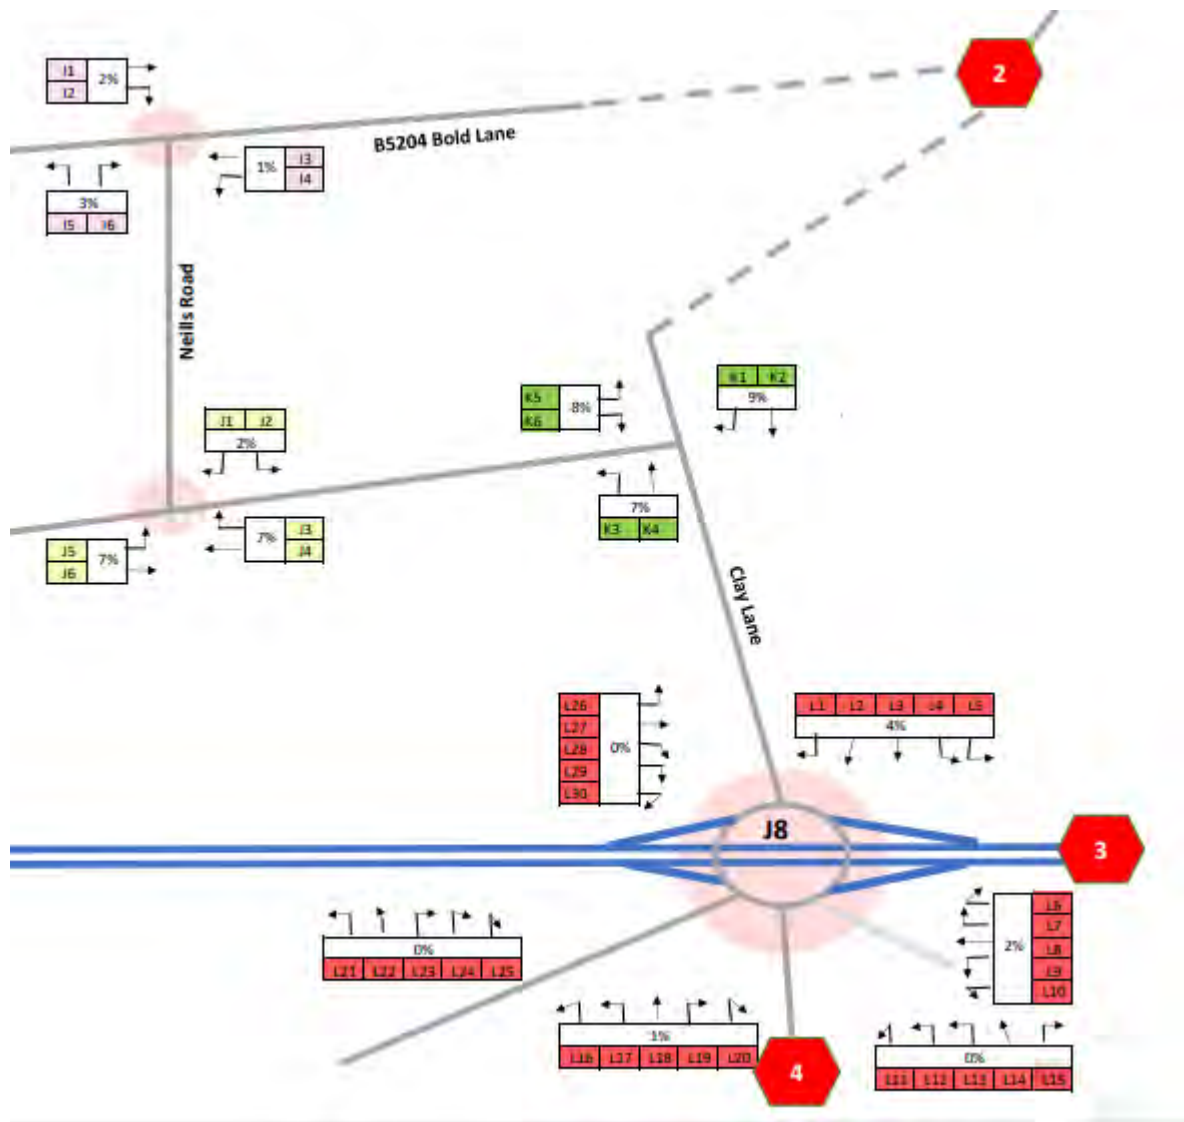 2
I1
2%
I2
B5204 Bold Lane
1%
I3
I4
3%
I5 I6
Neills Road
K1 K2
9%
K5
8%
K6
J1 J2
2%
7%
K3 K4
J3
7%
J4
J5
7%
J6
Clay Lane
L26
L27
L28
0%
L29
L30
L1 L2 L3 L4 L5
4%
J8
3
L6
L7
2%
L8
L9
L10
0%
L21 L22 L23 L24 L25
1%
L16 L17 L18 L19 L20
4
0%
L11 L12 L13 L14 L15